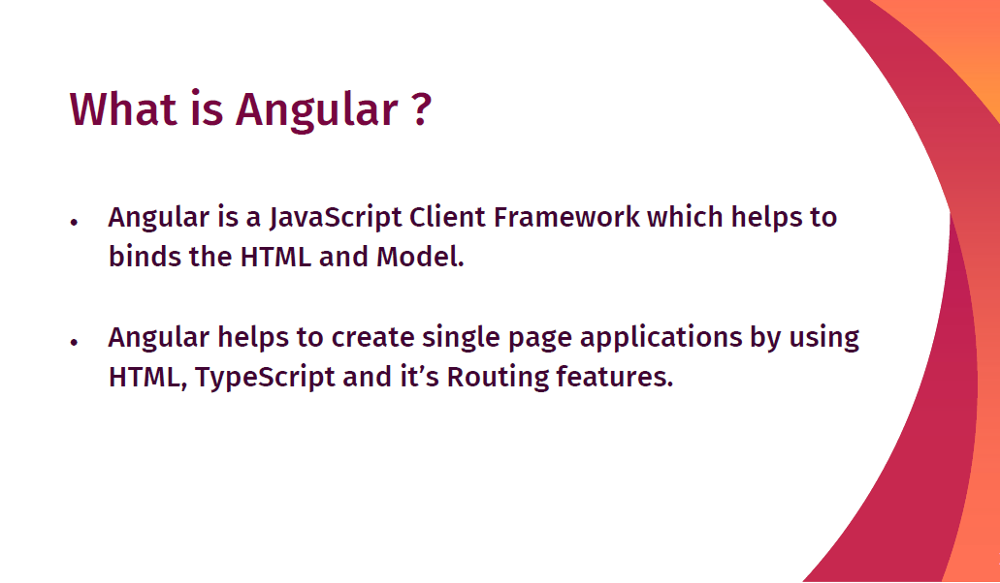 What is Angular ?
• Angular is a JavaScript Client Framework which helps to
binds the HTML and Model.
• Angular helps to create single page applications by using
HTML, TypeScript and it’s Routing features.